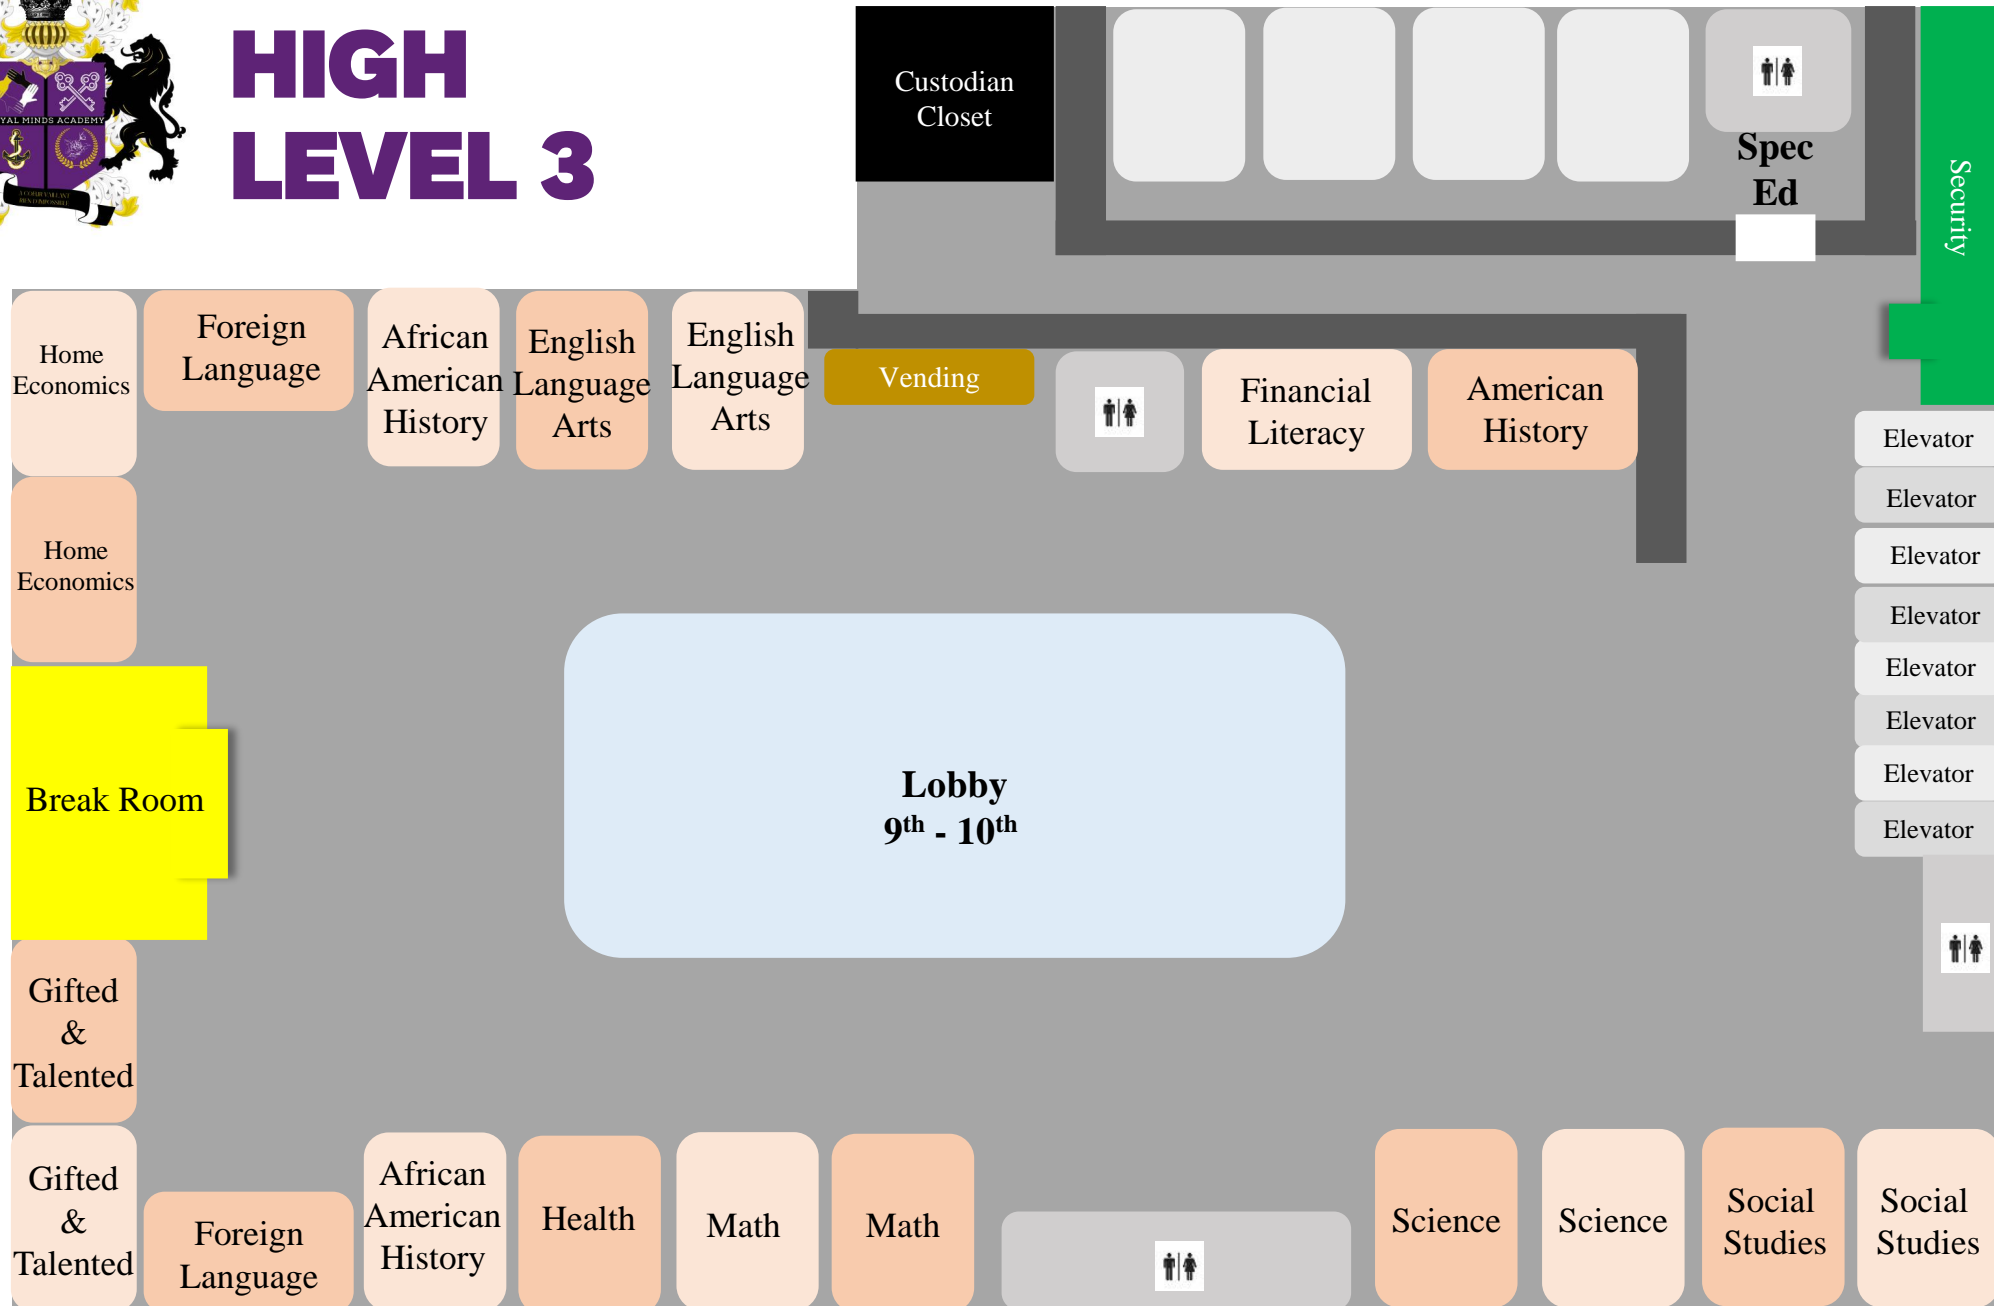 HIGH
LEVEL 3
YAL MINDS ACADEMY
Custodian
Closet
Spec
Ed
Security
Home
Economics
Foreign
Language
African
American
History
English
Language
Arts
English
Language
Arts
Vending
Financial
Literacy
American
History
Elevator
Elevator
Elevator
Elevator
Elevator
Elevator
Elevator
Elevator
Home
Economics
Break Room
Lobby
9th - 10th
Gifted
&
Talented
Gifted
&
Talented
Foreign
Language
African
American
History
Health
Math
Math
Science
Science
Social
Studies
Social
Studies